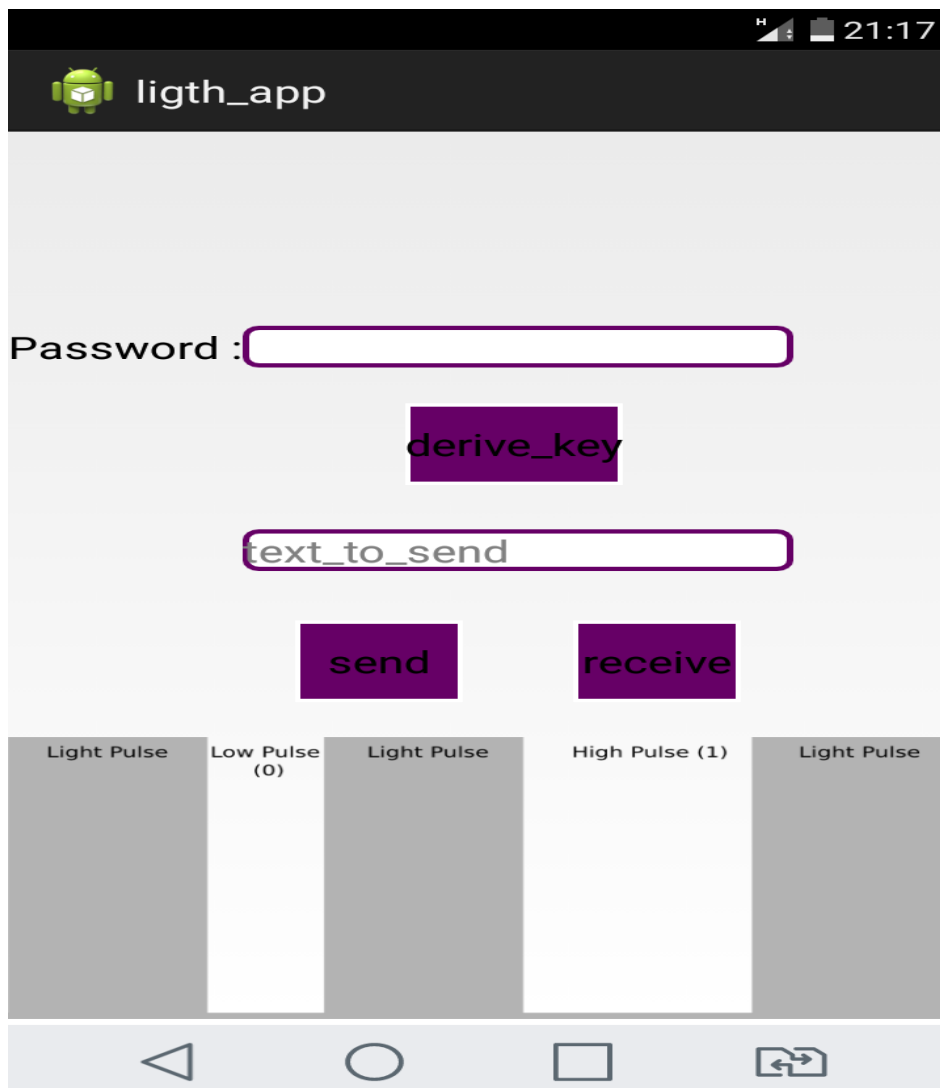 H 21:17
ligth_app
Password :
derive_key
text_to_send
send receive
Light Pulse Low Pulse (0) Light Pulse High Pulse (1) Light Pulse